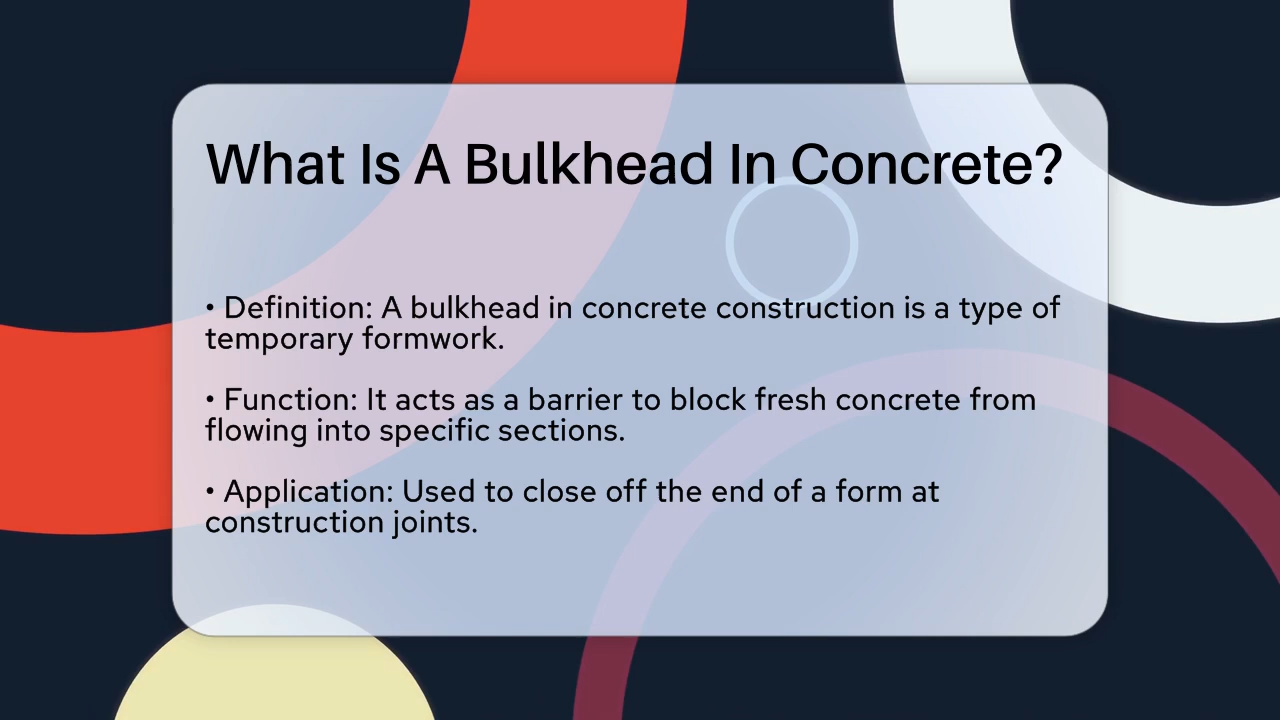 What Is A Bulkhead In Concrete?
• Definition: A bulkhead in concrete construction is a type of
temporary formwork.
• Function: It acts as a barrier to block fresh concrete from
flowing into specific sections.
• Application: Used to close off the end of a form at
construction joints.